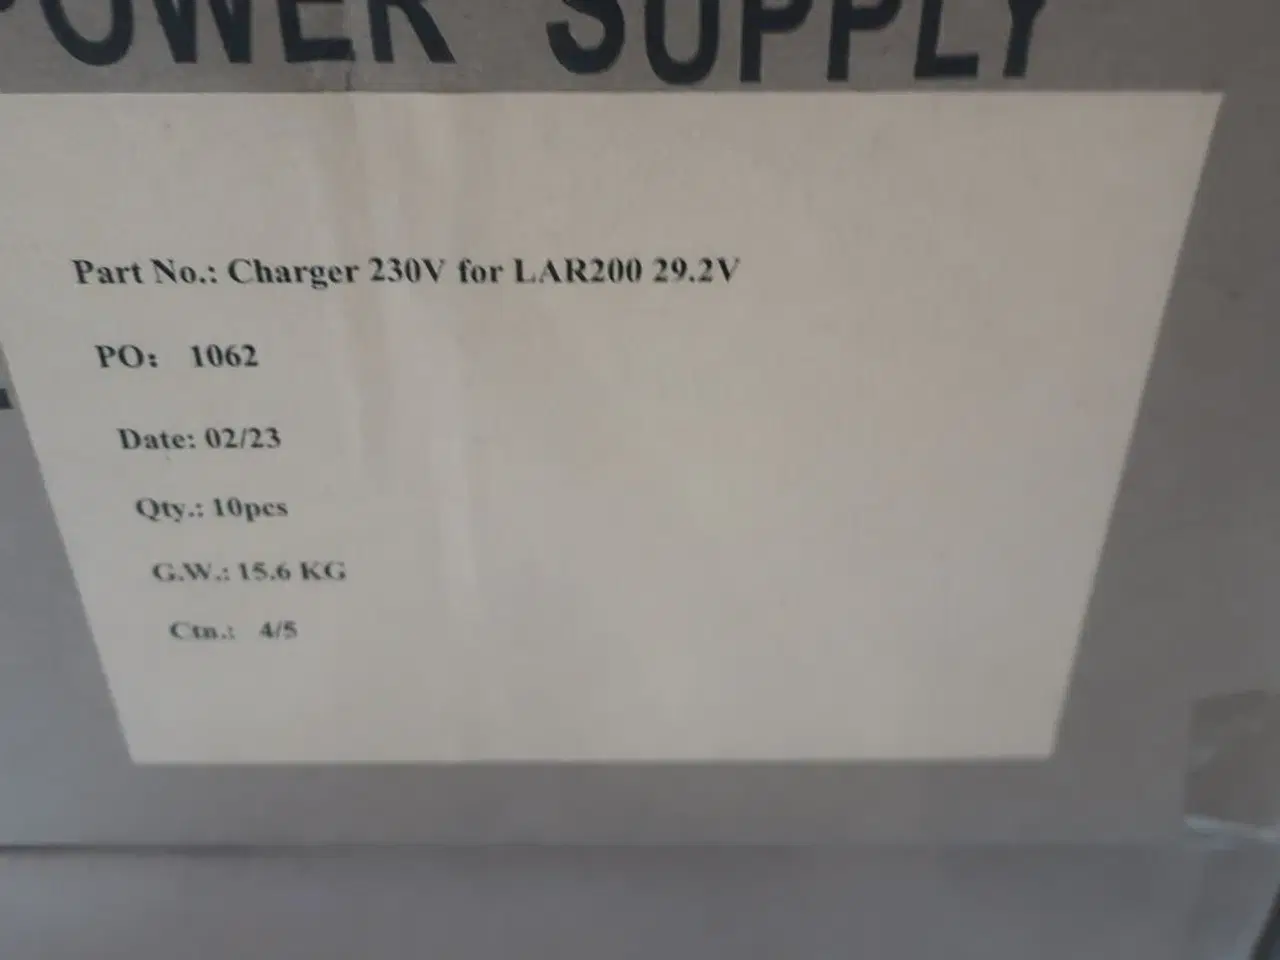 POWER SUPPLY
Part No.: Charger 230V for LAR200 29.2V
PO: 1062
Date: 02/23
Qty.: 10pcs
G.W.: 15.6 KG
Ctn.: 4/5